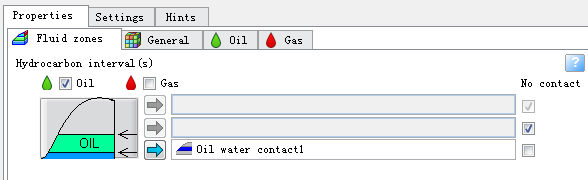 Properties Settings Hints
Fluid zones General Oil Gas
Hydrocarbon interval(s) ?
Oil Gas No contact
OIL
Oil water contact1